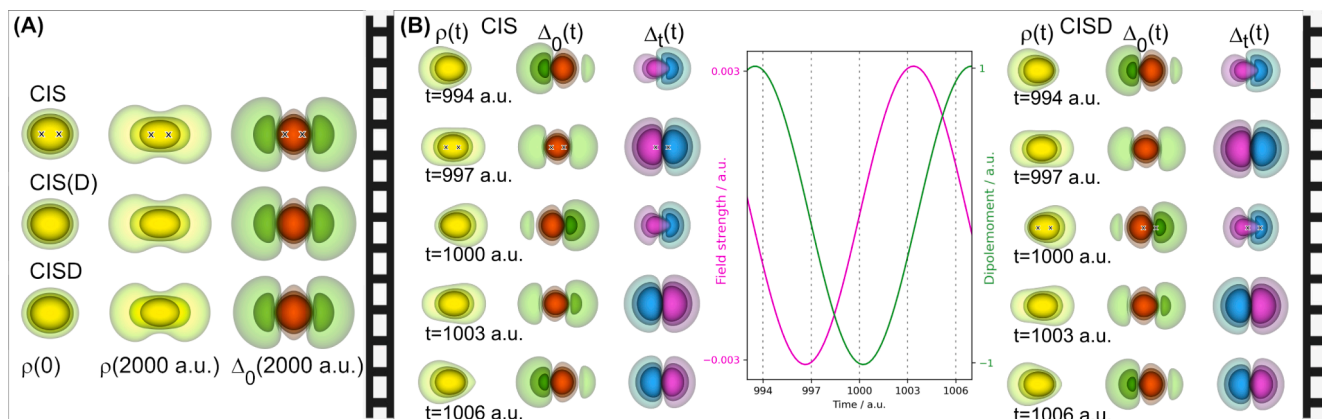 (A)
CIS
CIS(D)
CISD
ρ(0) ρ(2000 a.u.) Δ₀(2000 a.u.)
(B)
ρ(t) CIS Δ₀(t) Δₜ(t)
t=994 a.u.
t=997 a.u.
t=1000 a.u.
t=1003 a.u.
t=1006 a.u.
Field strength / a.u.
0.003
−0.003
994 997 1000 1003 1006
Time / a.u.
Dipolemoment / a.u.
1
−1
ρ(t) CISD Δ₀(t) Δₜ(t)
t=994 a.u.
t=997 a.u.
t=1000 a.u.
t=1003 a.u.
t=1006 a.u.